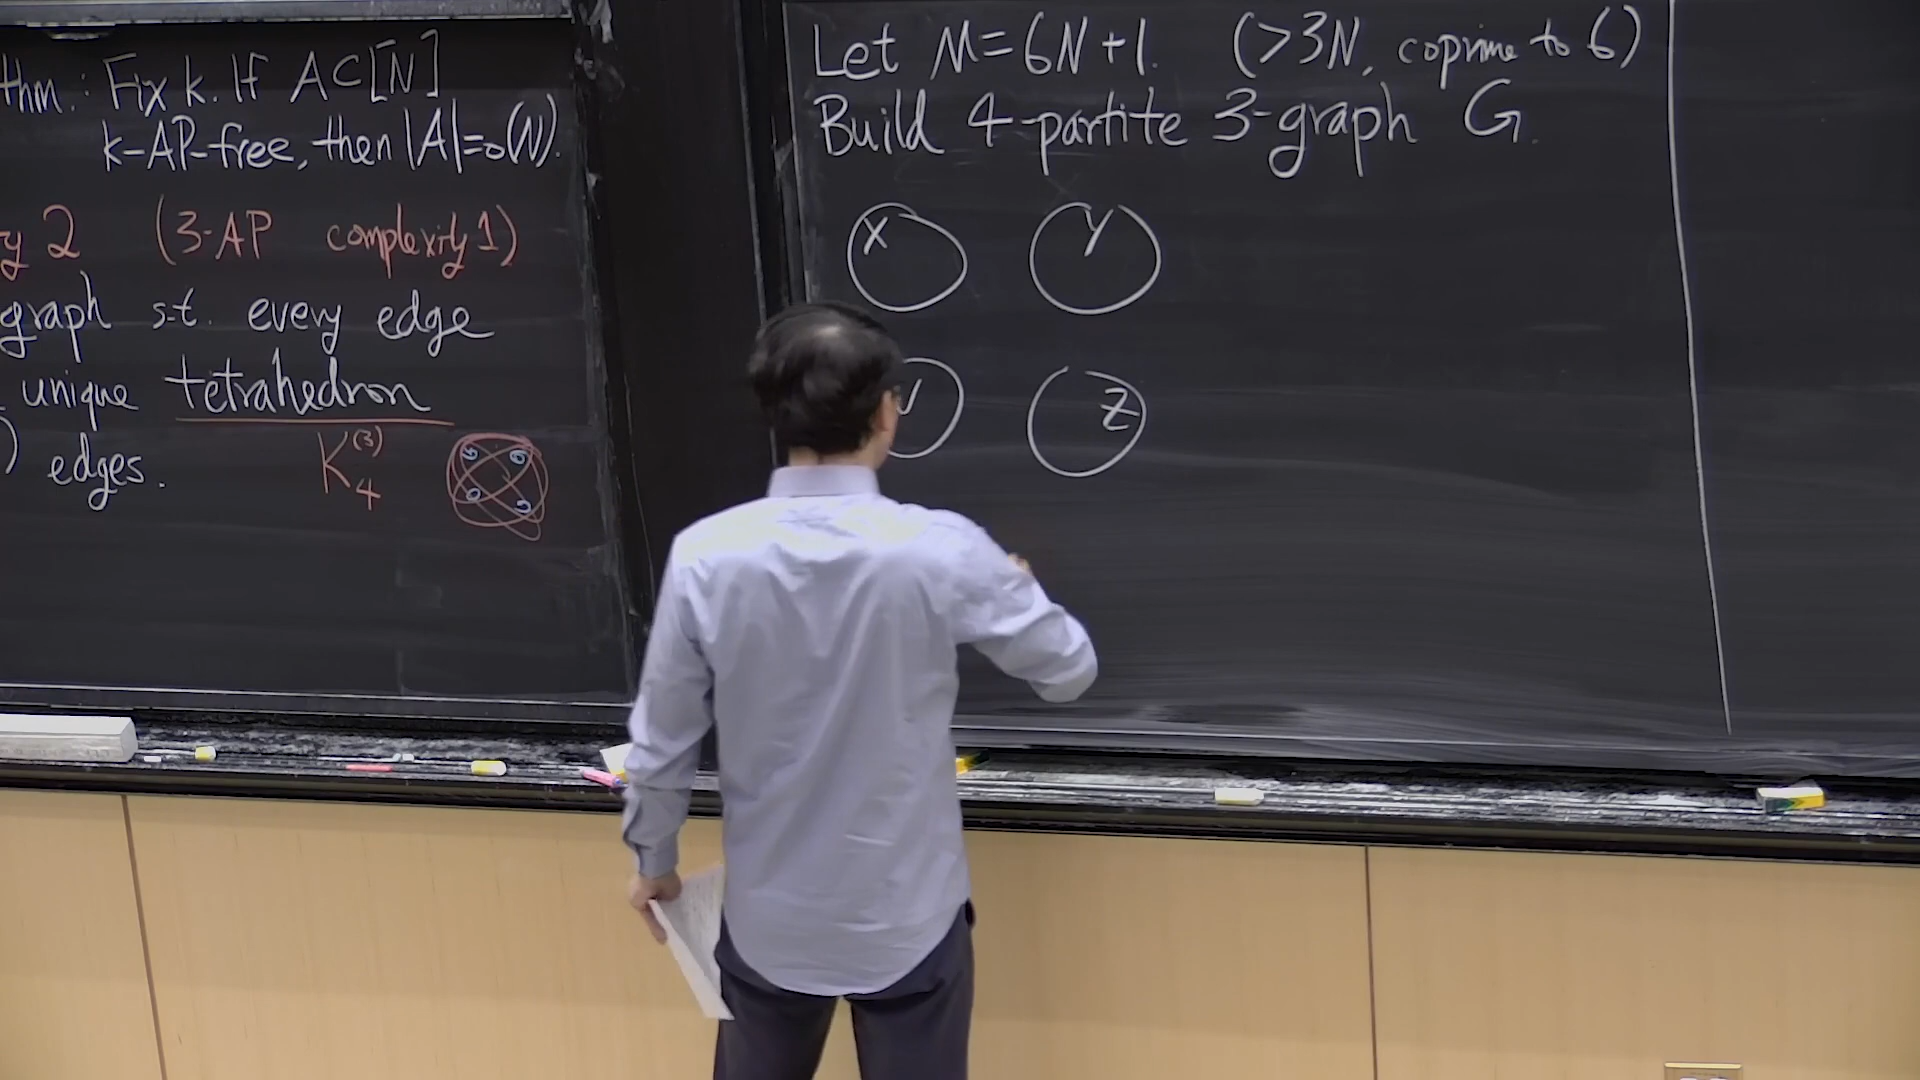 thm.: Fix k. If A⊂[N]
k-AP-free, then |A|=o(N).
y 2 (3-AP complexity 1)
graph s.t. every edge
unique tetrahedron
) edges. K₄⁽³⁾
Let M=6N+1. (>3N, coprime to 6)
Build 4-partite 3-graph G.
X Y
Z